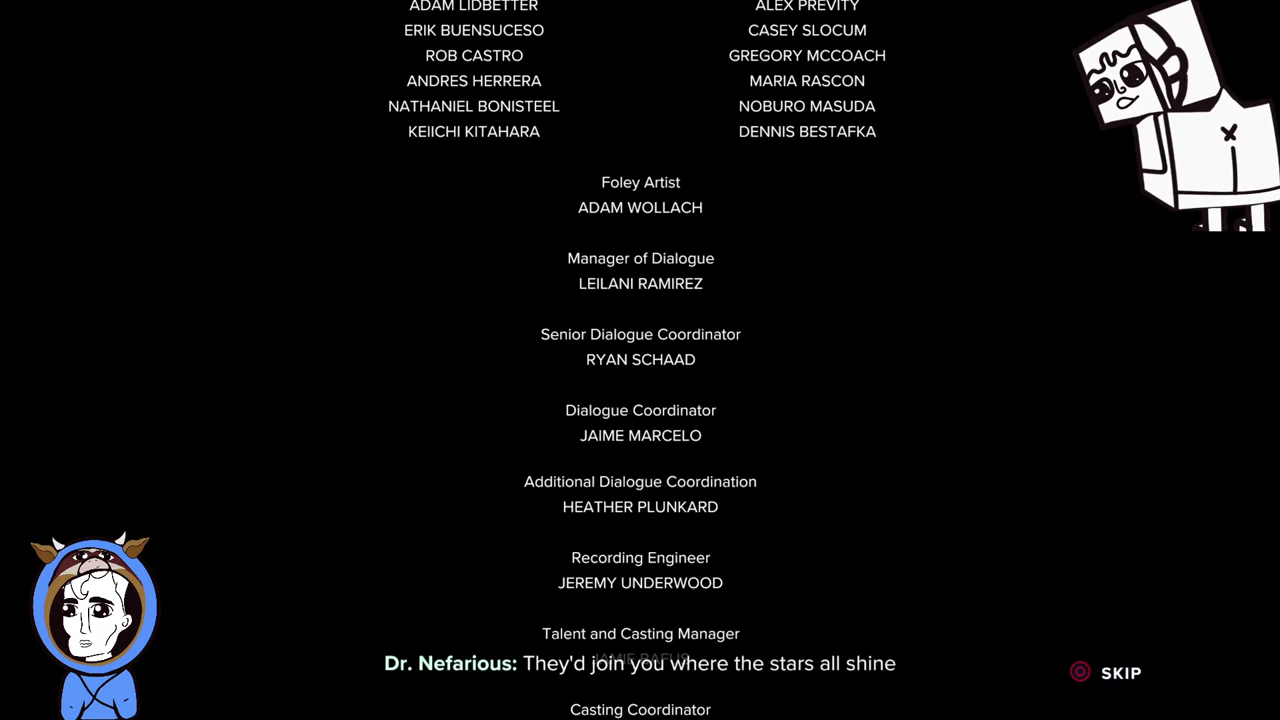 ADAM LIDBETTER ALEX PREVITY
ERIK BUENSUCESO CASEY SLOCUM
ROB CASTRO GREGORY MCCOACH
ANDRES HERRERA MARIA RASCON
NATHANIEL BONISTEEL NOBURO MASUDA
KEIICHI KITAHARA DENNIS BESTAFKA
Foley Artist
ADAM WOLLACH
Manager of Dialogue
LEILANI RAMIREZ
Senior Dialogue Coordinator
RYAN SCHAAD
Dialogue Coordinator
JAIME MARCELO
Additional Dialogue Coordination
HEATHER PLUNKARD
Recording Engineer
JEREMY UNDERWOOD
Talent and Casting Manager
Dr. Nefarious: They'd join you where the stars all shine
SKIP
Casting Coordinator